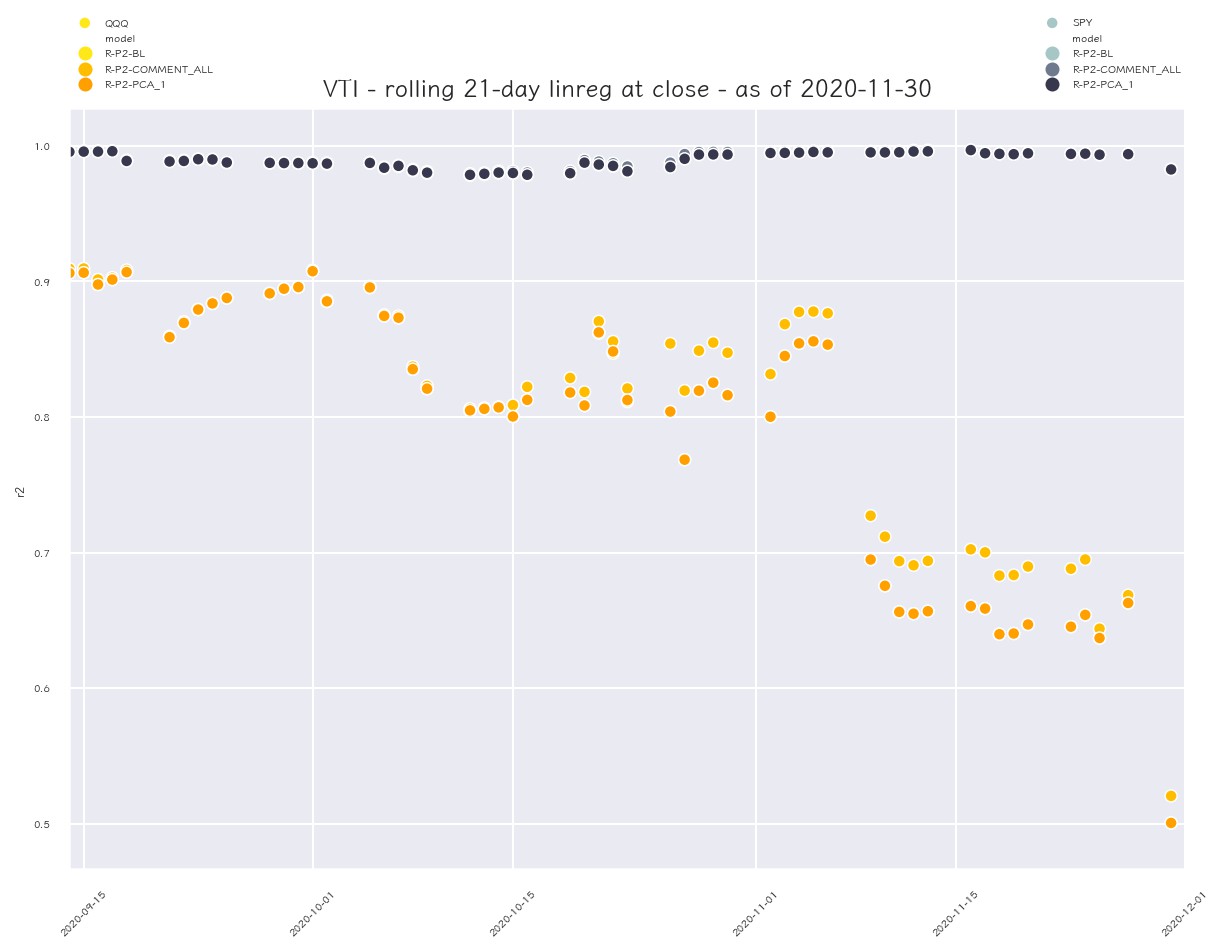 QQQ
model
R-P2-BL
R-P2-COMMENT_ALL
R-P2-PCA_1
SPY
model
R-P2-BL
R-P2-COMMENT_ALL
R-P2-PCA_1
VTI - rolling 21-day linreg at close - as of 2020-11-30
1.0
0.9
0.8
0.7
0.6
0.5
r2
2020-09-15
2020-10-01
2020-10-15
2020-11-01
2020-11-15
2020-12-01